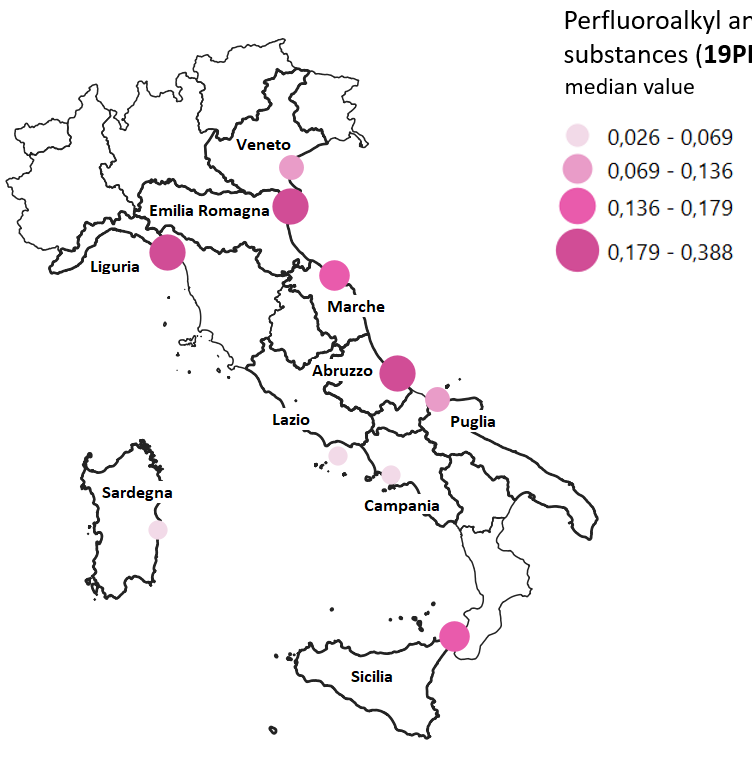 Perfluoroalkyl an
substances (19P
median value
0,026 - 0,069
0,069 - 0,136
0,136 - 0,179
0,179 - 0,388
Veneto
Emilia Romagna
Liguria
Marche
Abruzzo
Lazio
Puglia
Sardegna
Campania
Sicilia